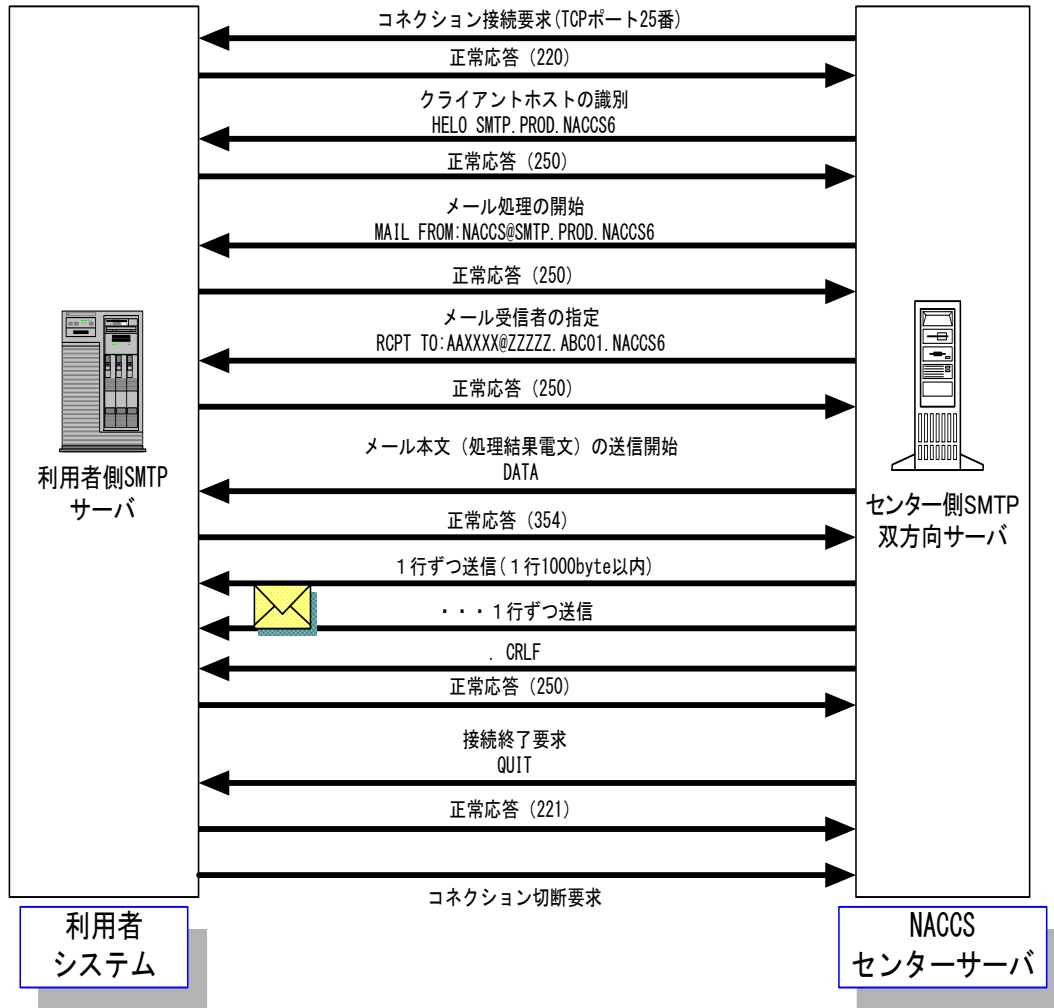 コネクション接続要求(TCPポート25番)
正常応答（220）
クライアントホストの識別
HELO SMTP.PROD.NACCS6
正常応答（250）
メール処理の開始
MAIL FROM:NACCS@SMTP.PROD.NACCS6
正常応答（250）
メール受信者の指定
RCPT TO:AAXXXX@ZZZZZ.ABC01.NACCS6
正常応答（250）
メール本文（処理結果電文）の送信開始
DATA
正常応答（354）
１行ずつ送信(１行1000byte以内)
・・・１行ずつ送信
. CRLF
正常応答（250）
接続終了要求
QUIT
正常応答（221）
コネクション切断要求
利用者側SMTP
サーバ
センター側SMTP
双方向サーバ
利用者
システム
NACCS
センターサーバ